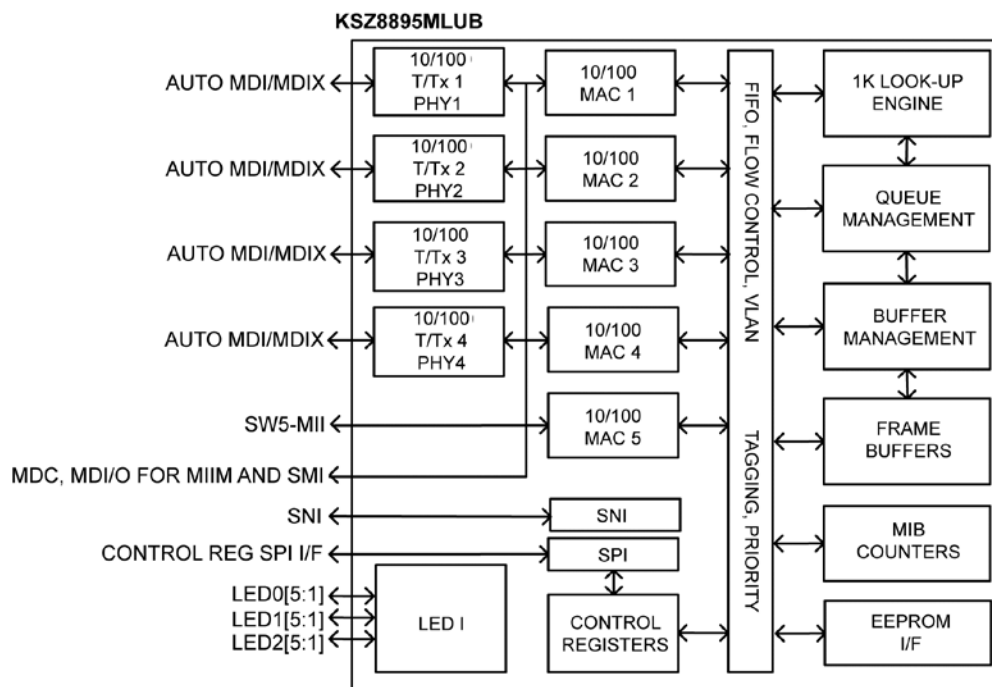 KSZ8895MLUB
AUTO MDI/MDIX
10/100
T/Tx 1
PHY1
10/100
MAC 1
1K LOOK-UP
ENGINE
AUTO MDI/MDIX
10/100
T/Tx 2
PHY2
10/100
MAC 2
QUEUE
MANAGEMENT
AUTO MDI/MDIX
10/100
T/Tx 3
PHY3
10/100
MAC 3
FIFO, FLOW CONTROL, VLAN
TAGGING, PRIORITY
BUFFER
MANAGEMENT
AUTO MDI/MDIX
10/100
T/Tx 4
PHY4
10/100
MAC 4
SW5-MII
10/100
MAC 5
FRAME
BUFFERS
MDC, MDI/O FOR MIIM AND SMI
SNI
SNI
MIB
COUNTERS
CONTROL REG SPI I/F
SPI
LED0[5:1]
LED1[5:1]
LED2[5:1]
LED I
CONTROL
REGISTERS
EEPROM
I/F